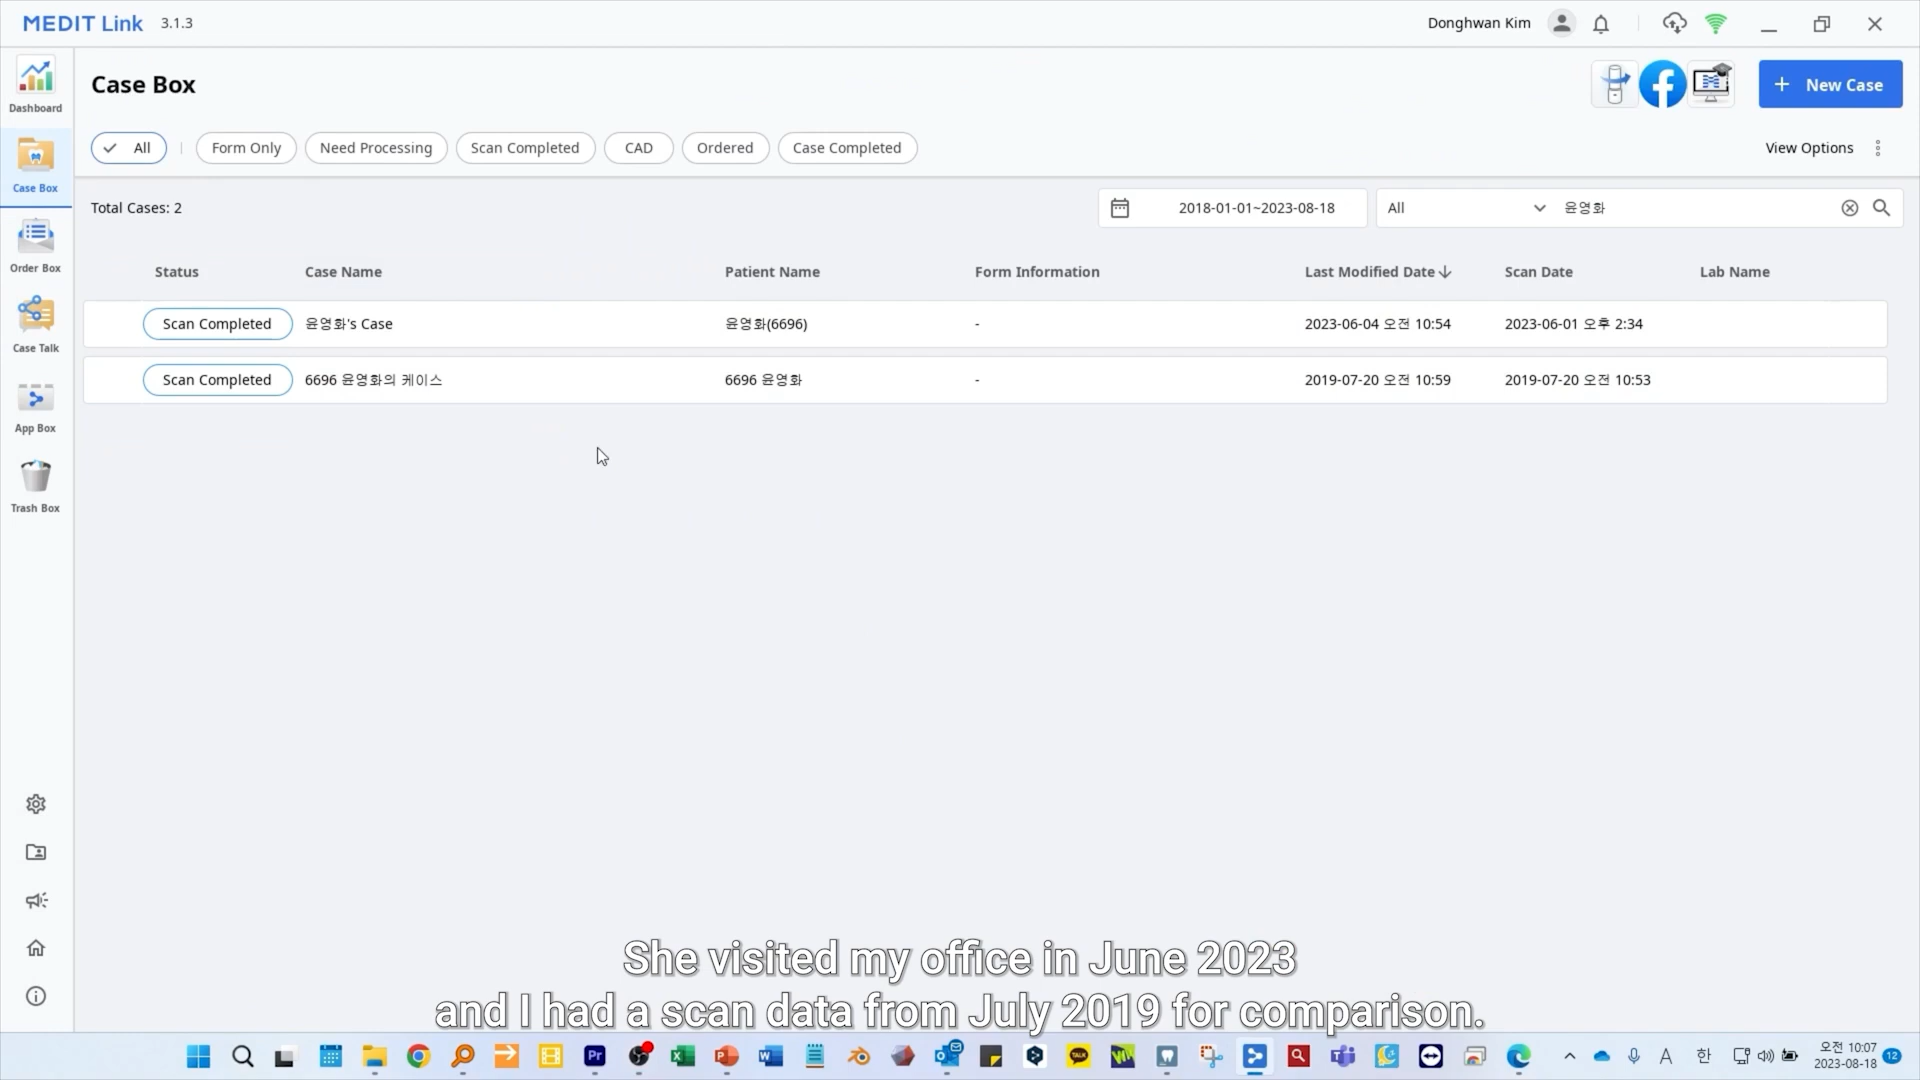 MEDIT Link 3.1.3
Donghwan Kim
Dashboard
Case Box
Order Box
Case Talk
App Box
Trash Box
Case Box
New Case
All
Form Only
Need Processing
Scan Completed
CAD
Ordered
Case Completed
View Options
Total Cases: 2
2018-01-01~2023-08-18
All
윤영화
Status Case Name Patient Name Form Information Last Modified Date Scan Date Lab Name
Scan Completed 윤영화's Case 윤영화(6696) - 2023-06-04 오전 10:54 2023-06-01 오후 2:34
Scan Completed 6696 윤영화의 케이스 6696 윤영화 - 2019-07-20 오전 10:59 2019-07-20 오전 10:53
She visited my office in June 2023
and I had a scan data from July 2019 for comparison.
Pr
TALK
A
한
오전 10:07
2023-08-18
12